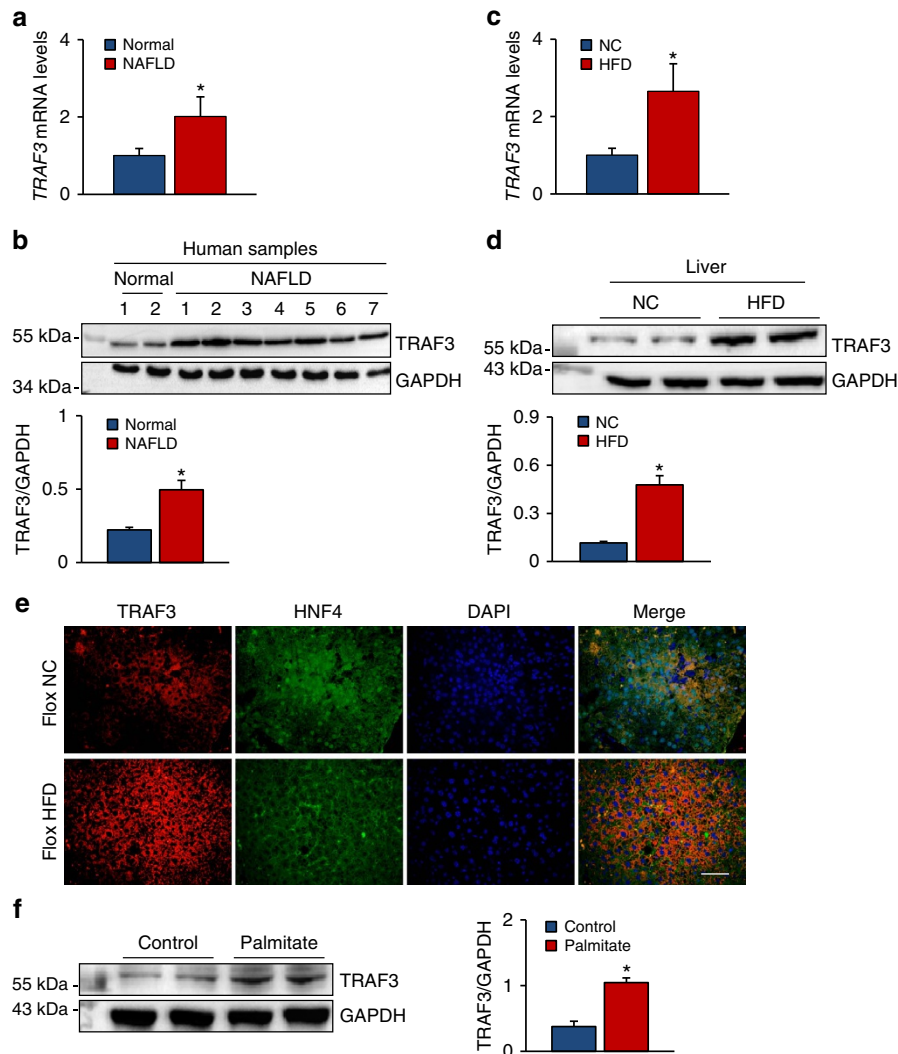 a
TRAF3 mRNA levels
4
2
0
Normal
NAFLD
*
c
TRAF3 mRNA levels
4
2
0
NC
HFD
*
b
Human samples
Normal NAFLD
1 2 1 2 3 4 5 6 7
55 kDa TRAF3
34 kDa GAPDH
TRAF3/GAPDH
1
0.5
0
Normal
NAFLD
*
d
Liver
NC HFD
55 kDa TRAF3
43 kDa GAPDH
TRAF3/GAPDH
0.9
0.6
0.3
0
NC
HFD
*
e
TRAF3 HNF4 DAPI Merge
Flox NC
Flox HFD
f
Control Palmitate
55 kDa TRAF3
43 kDa GAPDH
TRAF3/GAPDH
2
1
0
Control
Palmitate
*